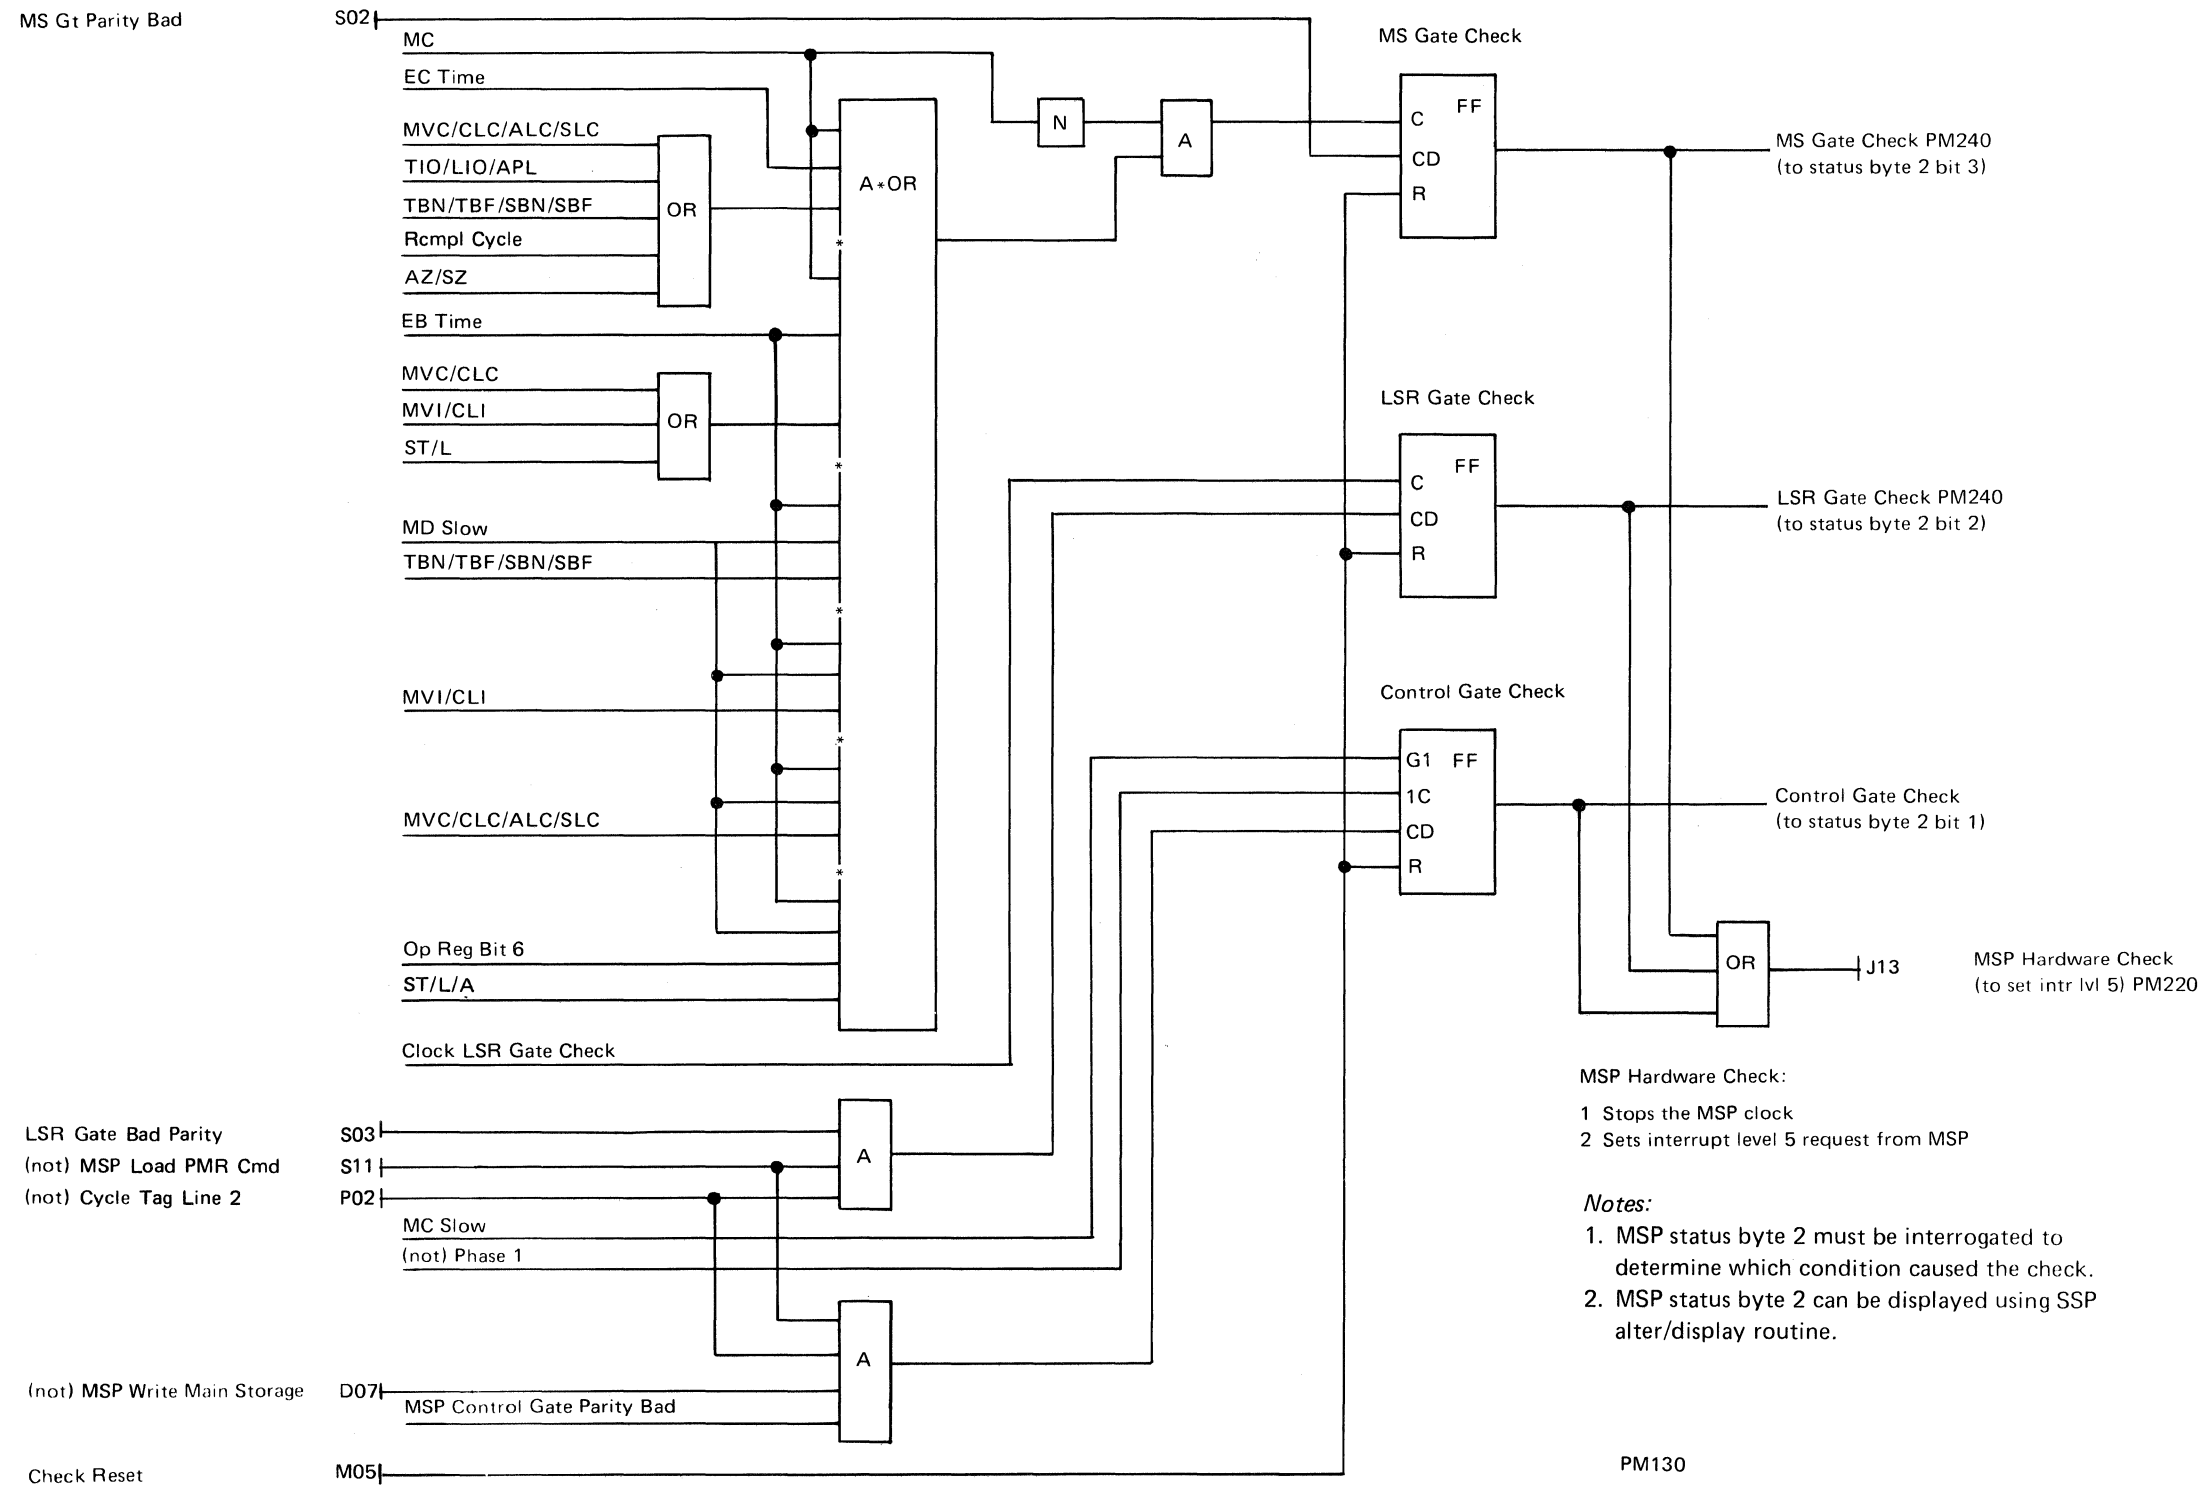 MS Gt Parity Bad
S02
MC
EC Time
MVC/CLC/ALC/SLC
TIO/LIO/APL
TBN/TBF/SBN/SBF
Rcmpl Cycle
AZ/SZ
OR
EB Time
MVC/CLC
MVI/CLI
ST/L
OR
MD Slow
TBN/TBF/SBN/SBF
MVI/CLI
MVC/CLC/ALC/SLC
Op Reg Bit 6
ST/L/A
A*OR
*
*
*
*
*
N
A
MS Gate Check
C
FF
CD
R
MS Gate Check PM240
(to status byte 2 bit 3)
LSR Gate Check
C
FF
CD
R
LSR Gate Check PM240
(to status byte 2 bit 2)
Control Gate Check
G1
FF
1C
CD
R
Control Gate Check
(to status byte 2 bit 1)
OR
J13
MSP Hardware Check
(to set intr lvl 5) PM220
Clock LSR Gate Check
LSR Gate Bad Parity
S03
(not) MSP Load PMR Cmd
S11
(not) Cycle Tag Line 2
P02
A
MC Slow
(not) Phase 1
A
(not) MSP Write Main Storage
D07
MSP Control Gate Parity Bad
Check Reset
M05
MSP Hardware Check:
1 Stops the MSP clock
2 Sets interrupt level 5 request from MSP
Notes:
1. MSP status byte 2 must be interrogated to
determine which condition caused the check.
2. MSP status byte 2 can be displayed using SSP
alter/display routine.
PM130